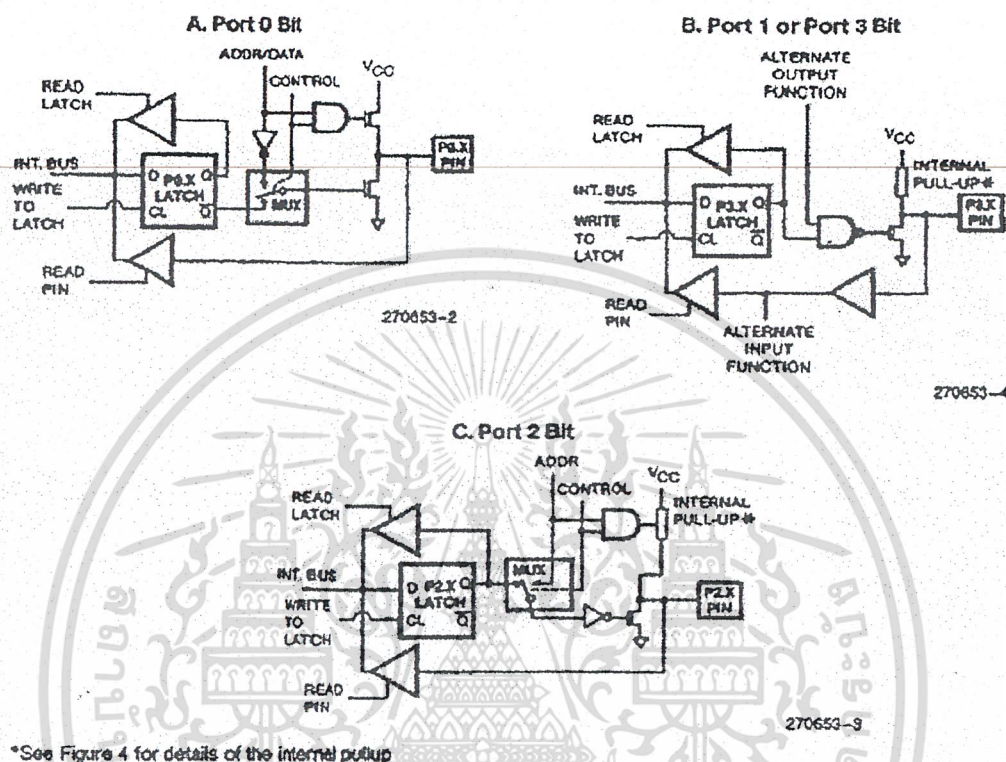 A. Port 0 Bit
ADDR/DATA
CONTROL
VCC
READ
LATCH
P0.X
PIN
INT. BUS
D
Q
P0.X
LATCH
WRITE
TO
LATCH
CL
Q
MUX
READ
PIN
270653-2
B. Port 1 or Port 3 Bit
ALTERNATE
OUTPUT
FUNCTION
READ
LATCH
VCC
INTERNAL
PULL-UP*
INT. BUS
D
P3.X
Q
LATCH
P3.X
PIN
WRITE
TO
LATCH
CL
Q
READ
PIN
ALTERNATE
INPUT
FUNCTION
270653-4
C. Port 2 Bit
ADDR
CONTROL
VCC
READ
LATCH
INTERNAL
PULL-UP*
MUX
INT. BUS
D
P2.X
Q
LATCH
P2.X
PIN
WRITE
TO
LATCH
CL
Q
READ
PIN
270653-3
*See Figure 4 for details of the internal pullup